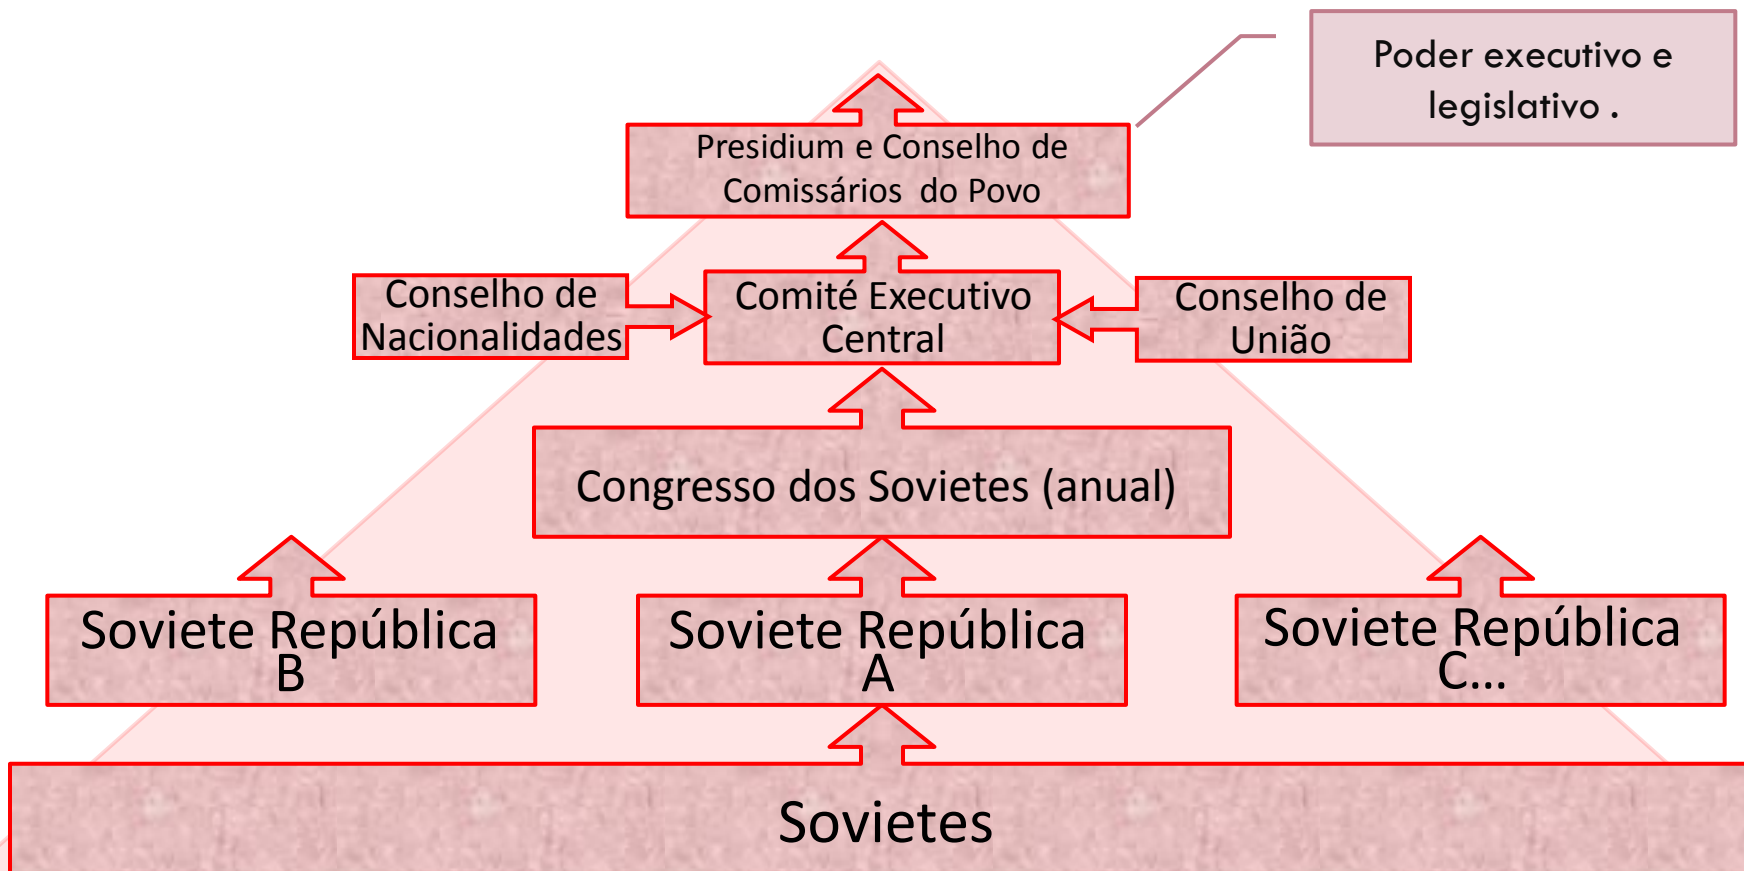 Poder executivo e
legislativo .
Presidium e Conselho de
Comissários do Povo
Conselho de
Nacionalidades
Comité Executivo
Central
Conselho de
União
Congresso dos Sovietes (anual)
Soviete República
B
Soviete República
A
Soviete República
C...
Sovietes